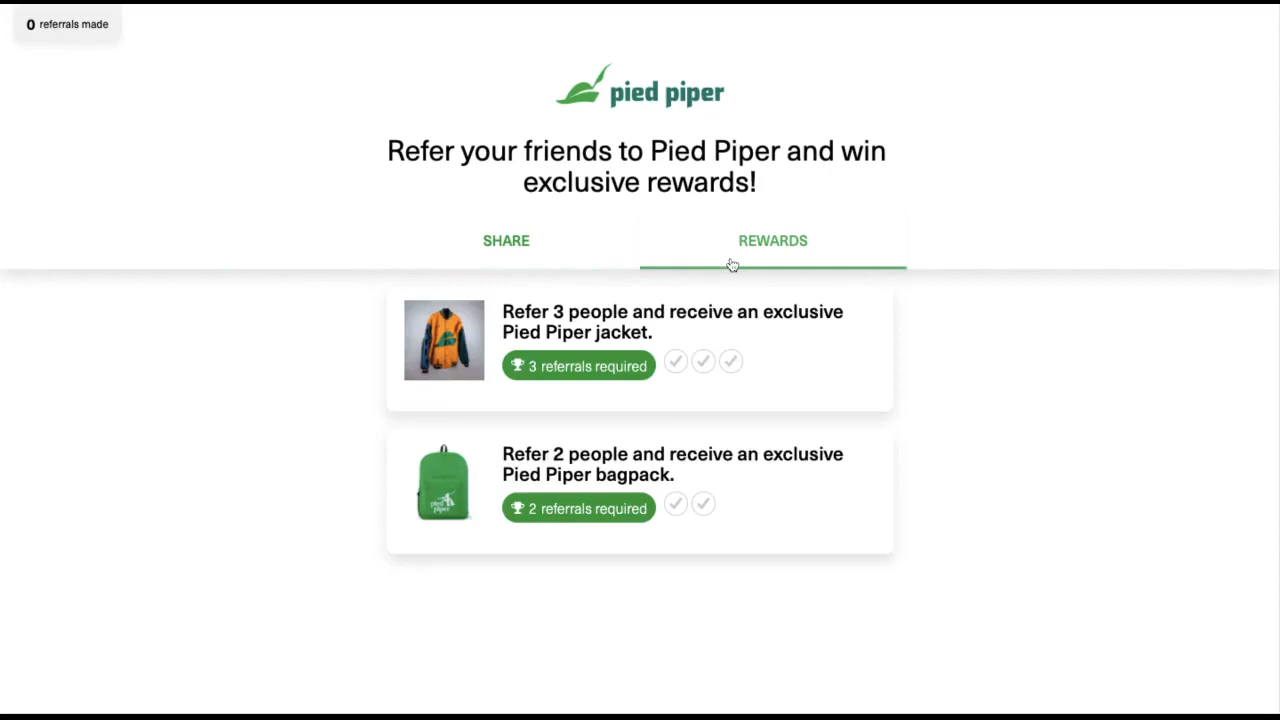 0 referrals made
pied piper
Refer your friends to Pied Piper and win
exclusive rewards!
SHARE
REWARDS
Refer 3 people and receive an exclusive
Pied Piper jacket.
3 referrals required
Refer 2 people and receive an exclusive
Pied Piper bagpack.
2 referrals required
pied
piper